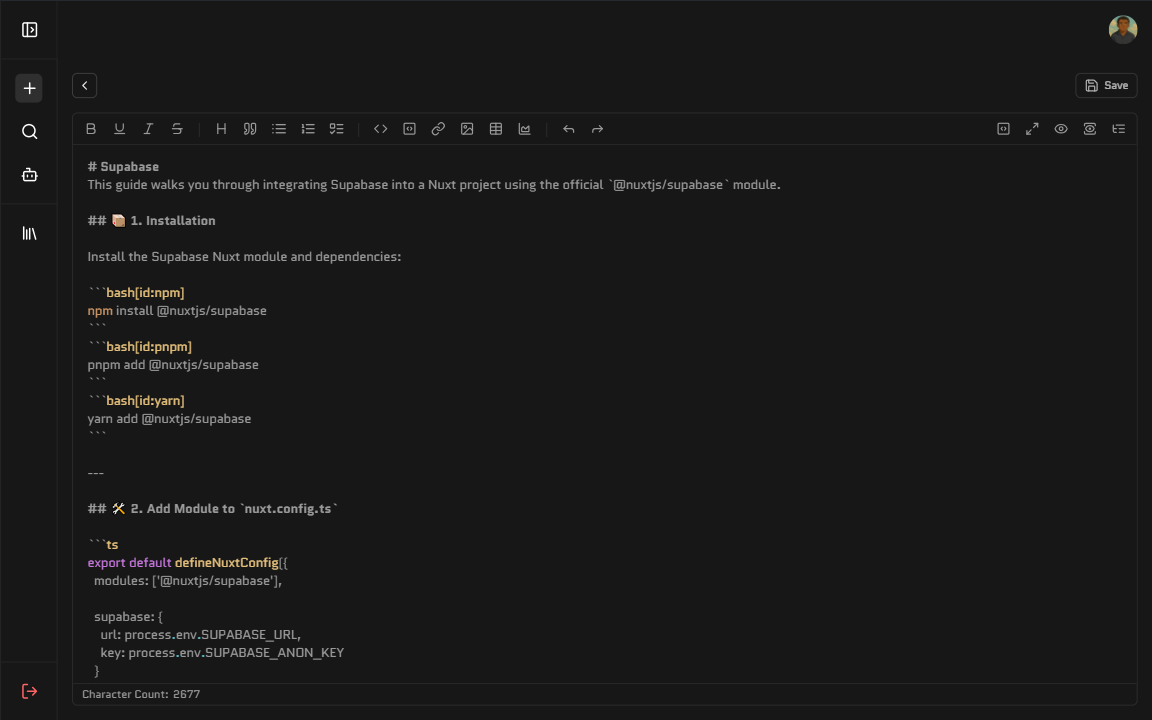 Save
# Supabase
This guide walks you through integrating Supabase into a Nuxt project using the official `@nuxtjs/supabase` module.
## 📦 1. Installation
Install the Supabase Nuxt module and dependencies:
```bash[id:npm]
npm install @nuxtjs/supabase
```
```bash[id:pnpm]
pnpm add @nuxtjs/supabase
```
```bash[id:yarn]
yarn add @nuxtjs/supabase
```
---
## 🛠️ 2. Add Module to `nuxt.config.ts`
```ts
export default defineNuxtConfig({
  modules: ['@nuxtjs/supabase'],
  supabase: {
    url: process.env.SUPABASE_URL,
    key: process.env.SUPABASE_ANON_KEY
  }
Character Count: 2677